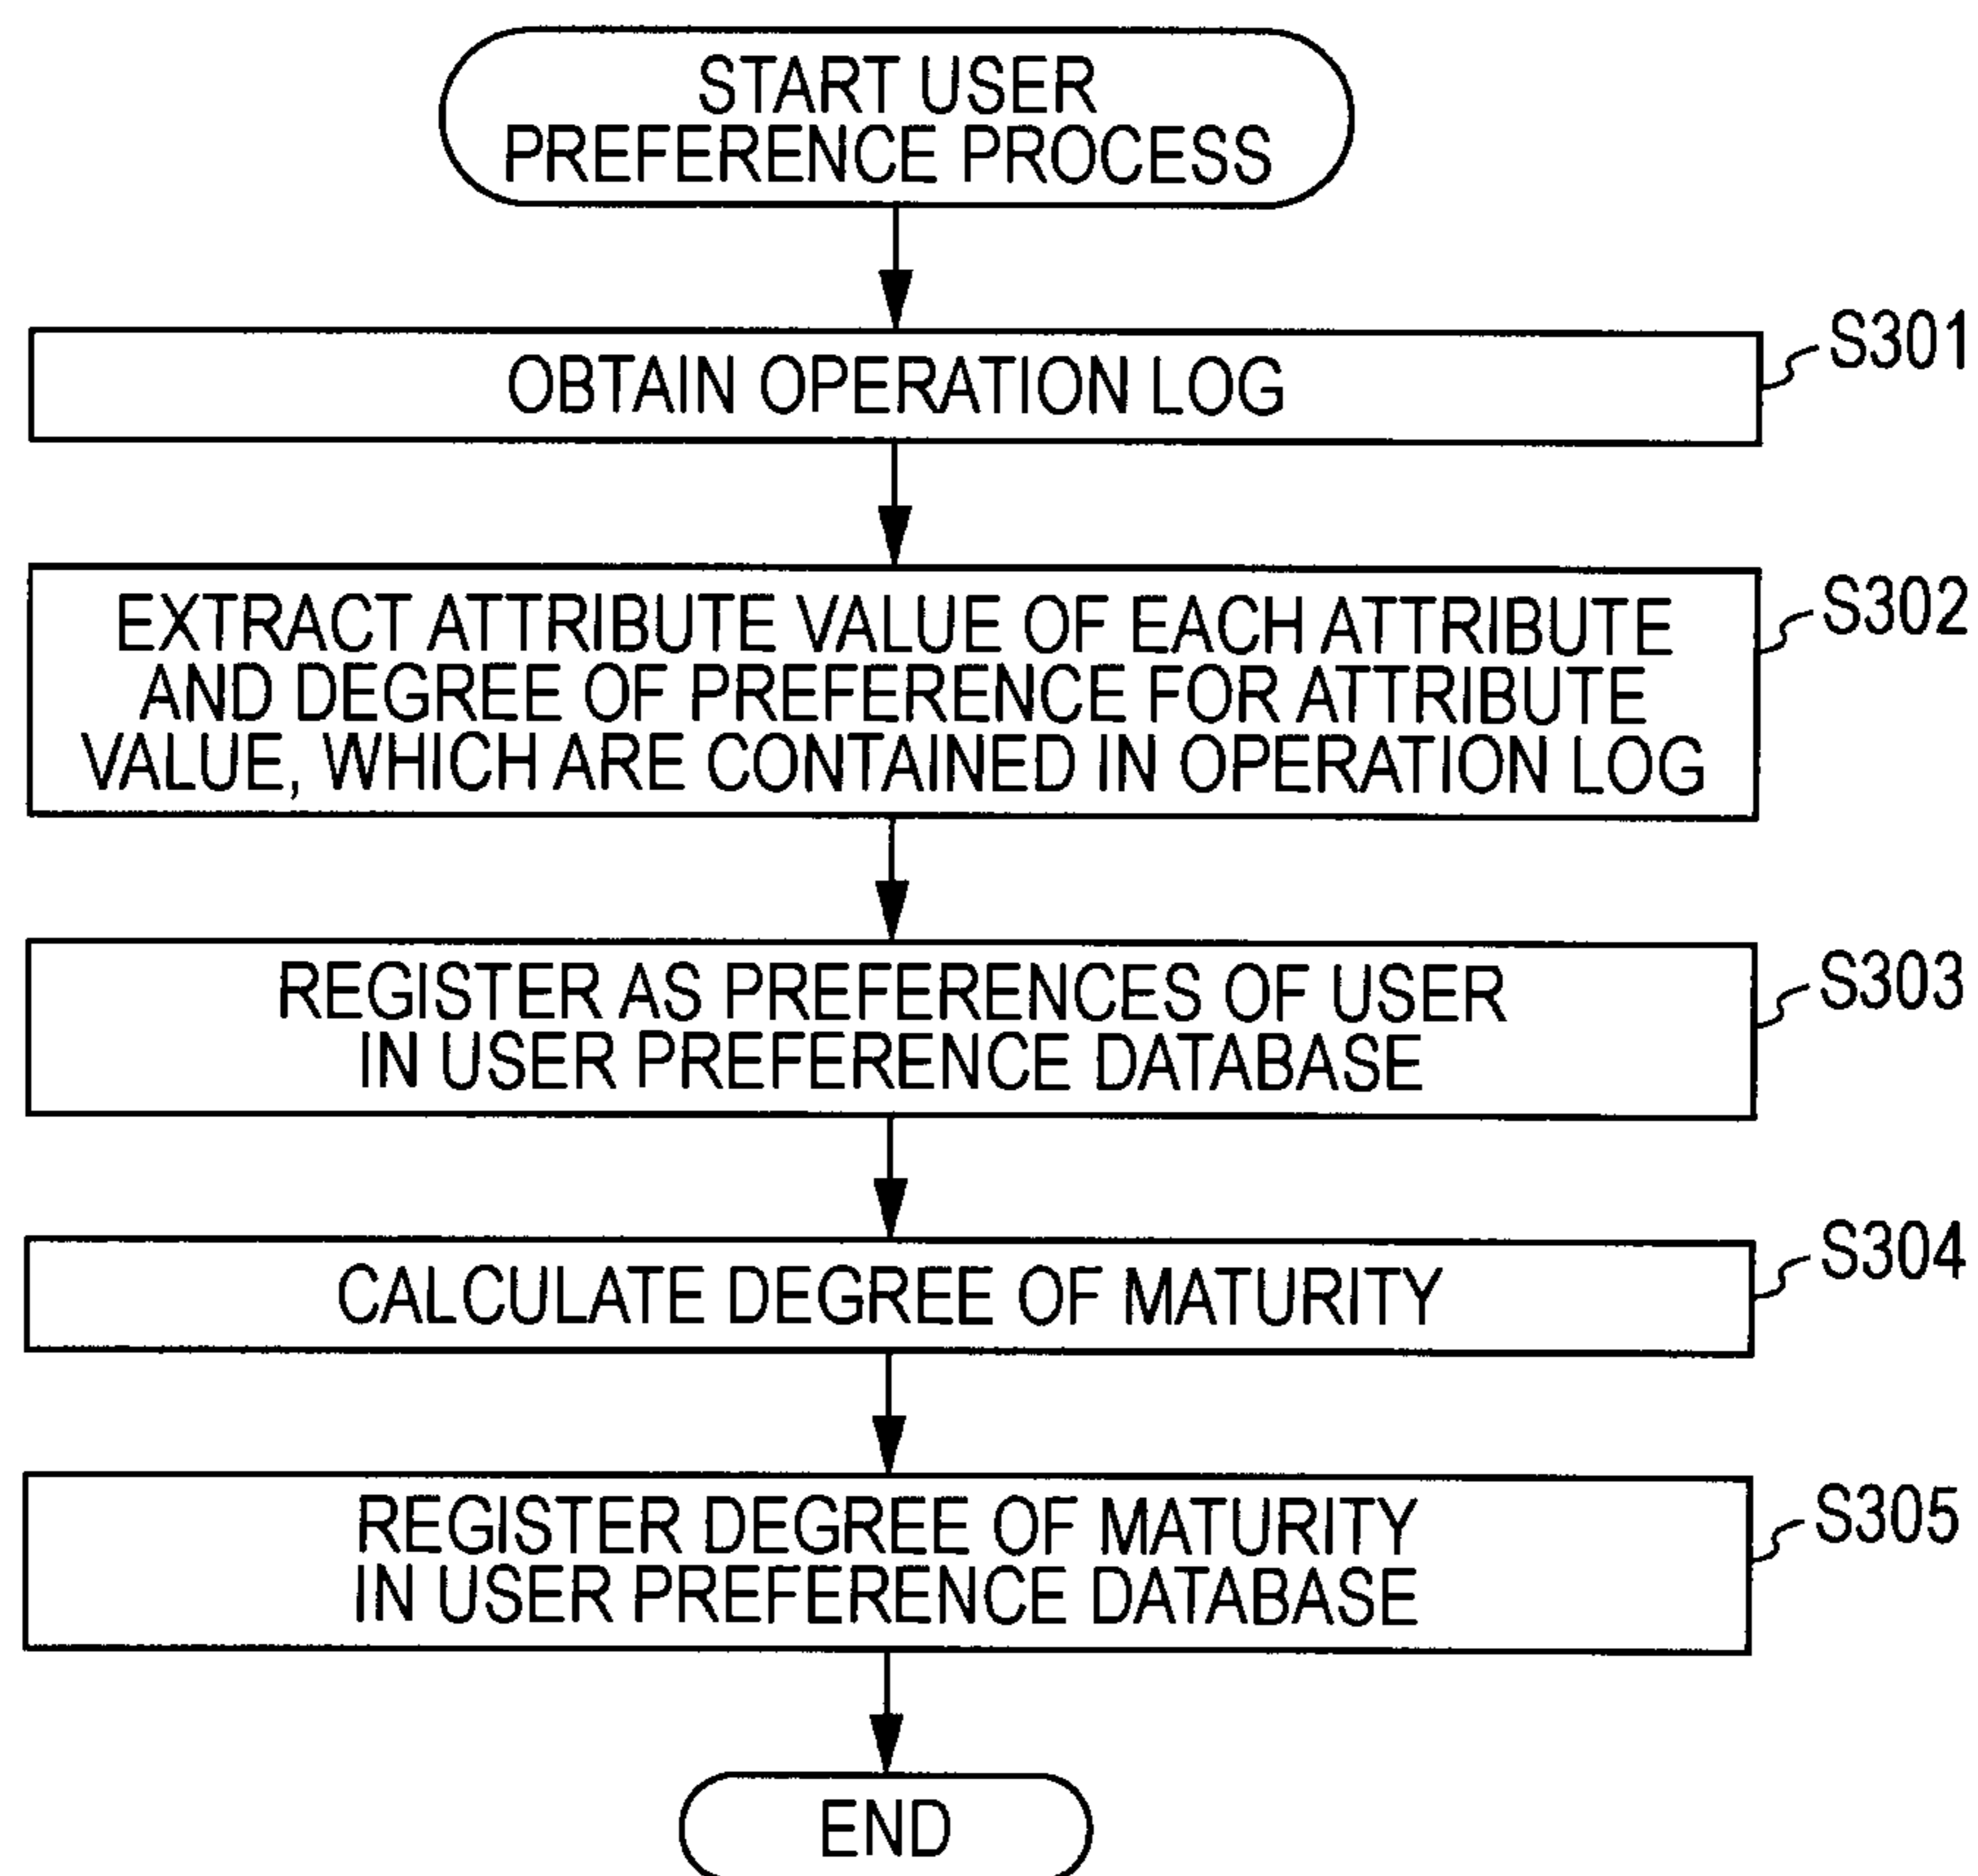 START USER
PREFERENCE PROCESS
OBTAIN OPERATION LOG
S301
EXTRACT ATTRIBUTE VALUE OF EACH ATTRIBUTE
AND DEGREE OF PREFERENCE FOR ATTRIBUTE
VALUE, WHICH ARE CONTAINED IN OPERATION LOG
S302
REGISTER AS PREFERENCES OF USER
IN USER PREFERENCE DATABASE
S303
CALCULATE DEGREE OF MATURITY
S304
REGISTER DEGREE OF MATURITY
IN USER PREFERENCE DATABASE
S305
END